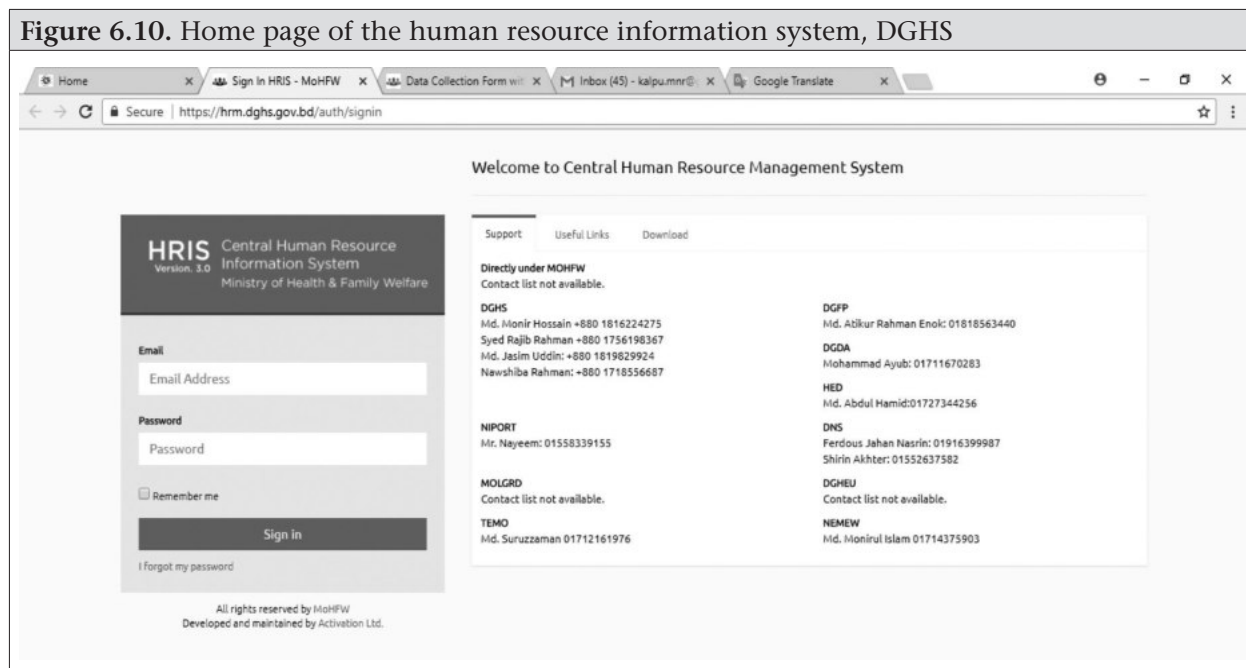 Figure 6.10. Home page of the human resource information system, DGHS
Home
Sign In HRIS - MoHFW
Data Collection Form wit
Inbox (45) - kalpu.mnr@
Google Translate
Secure | https://hrm.dghs.gov.bd/auth/signin
Welcome to Central Human Resource Management System
HRIS
Version. 3.0
Central Human Resource
Information System
Ministry of Health & Family Welfare
Email
Email Address
Password
Password
Remember me
Sign in
I forgot my password
All rights reserved by MoHFW
Developed and maintained by Activation Ltd.
Support Useful Links Download
Directly under MOHFW
Contact list not available.
DGHS
Md. Monir Hossain +880 1816224275
Syed Rajib Rahman +880 1756198367
Md. Jasim Uddin: +880 1819829924
Nawshiba Rahman: +880 1718556687
DGFP
Md. Atikur Rahman Enok: 01818563440
DGDA
Mohammad Ayub: 01711670283
HED
Md. Abdul Hamid:01727344256
NIPORT
Mr. Nayeem: 01558339155
DNS
Ferdous Jahan Nasrin: 01916399987
Shirin Akhter: 01552637582
MOLGRD
Contact list not available.
DGHEU
Contact list not available.
TEMO
Md. Suruzzaman 01712161976
NEMEW
Md. Monirul Islam 01714375903